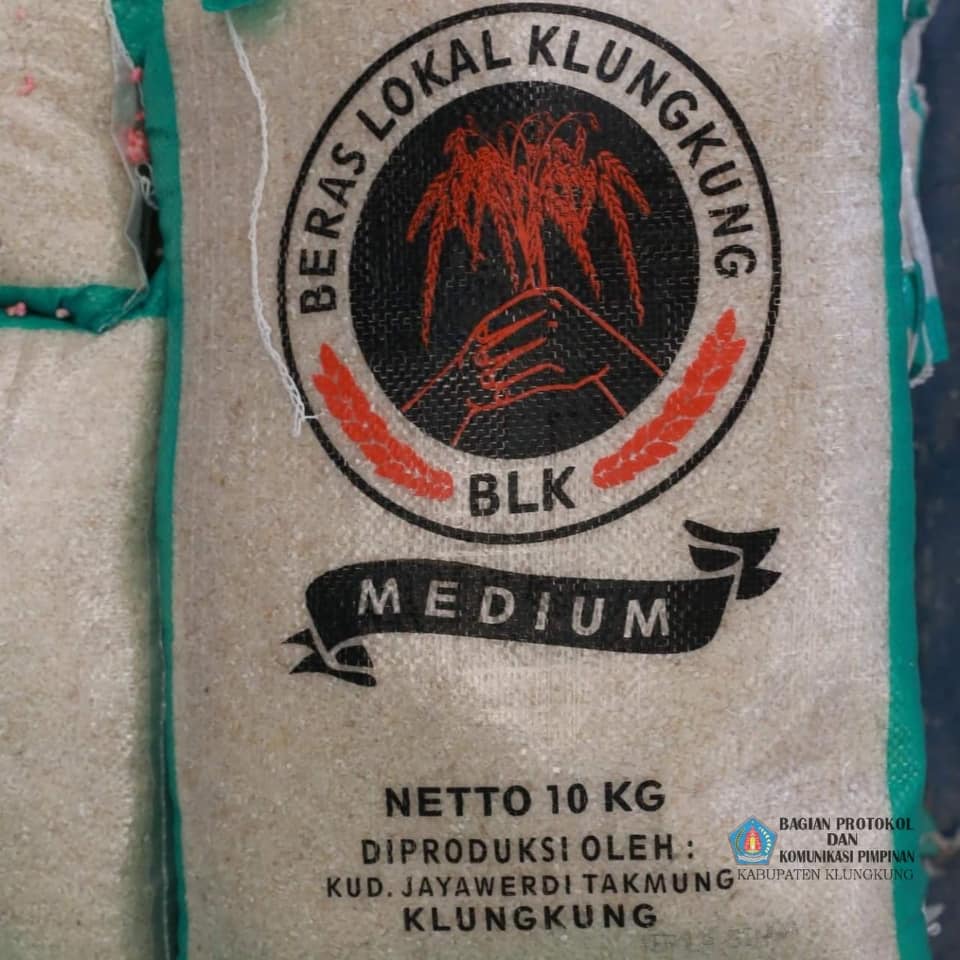 BERAS LOKAL KLUNGKUNG
BLK
MEDIUM
NETTO 10 KG
DIPRODUKSI OLEH :
KUD. JAYAWERDI TAKMUNG
KLUNGKUNG
BAGIAN PROTOKOL
DAN
KOMUNIKASI PIMPINAN
KABUPATEN KLUNGKUNG